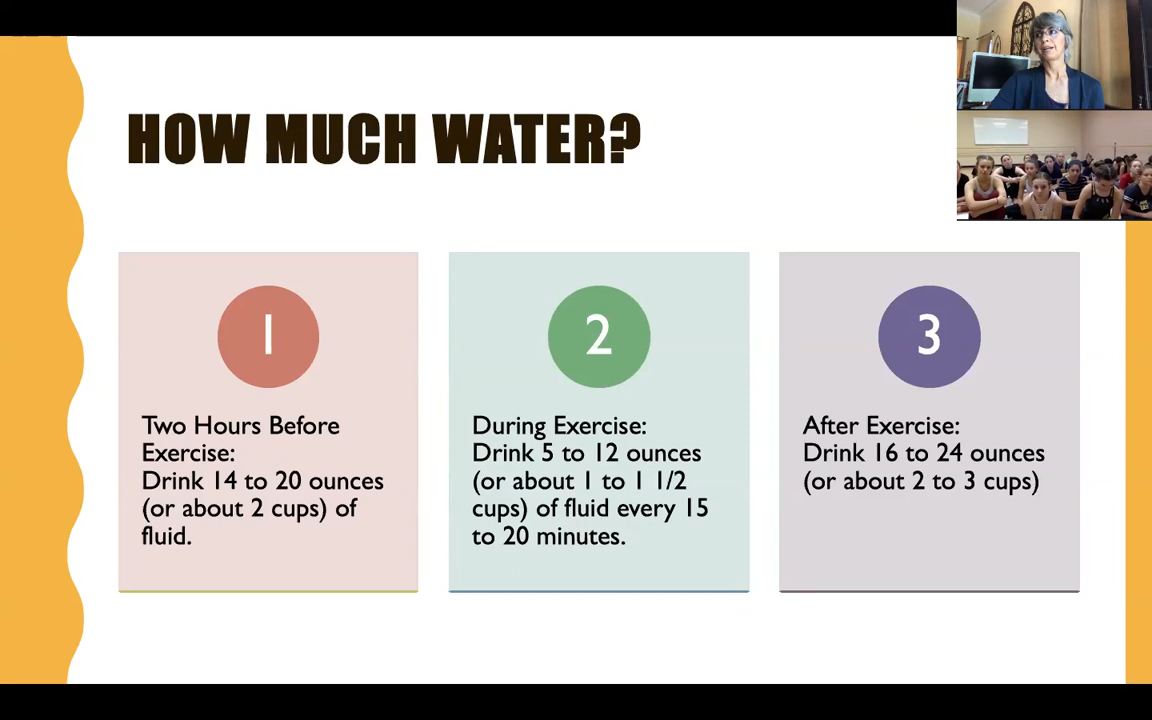 HOW MUCH WATER?
1
Two Hours Before
Exercise:
Drink 14 to 20 ounces
(or about 2 cups) of
fluid.
2
During Exercise:
Drink 5 to 12 ounces
(or about 1 to 1 1/2
cups) of fluid every 15
to 20 minutes.
3
After Exercise:
Drink 16 to 24 ounces
(or about 2 to 3 cups)